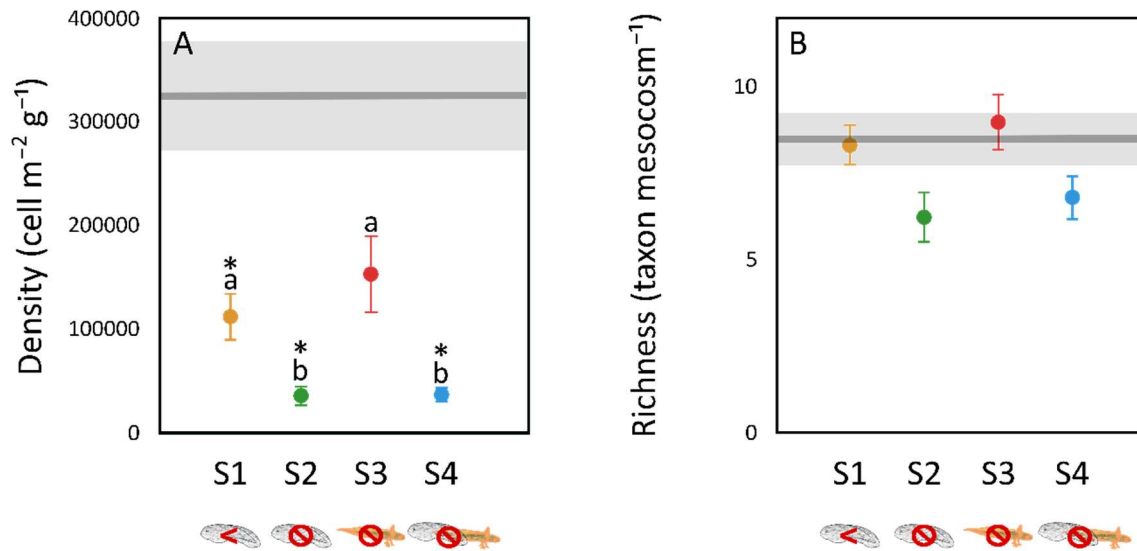 A
Density (cell m⁻² g⁻¹)
400000
300000
200000
100000
0
*
a
*
b
a
*
b
S1 S2 S3 S4
<
B
Richness (taxon mesocosm⁻¹)
10
5
0
S1 S2 S3 S4
<